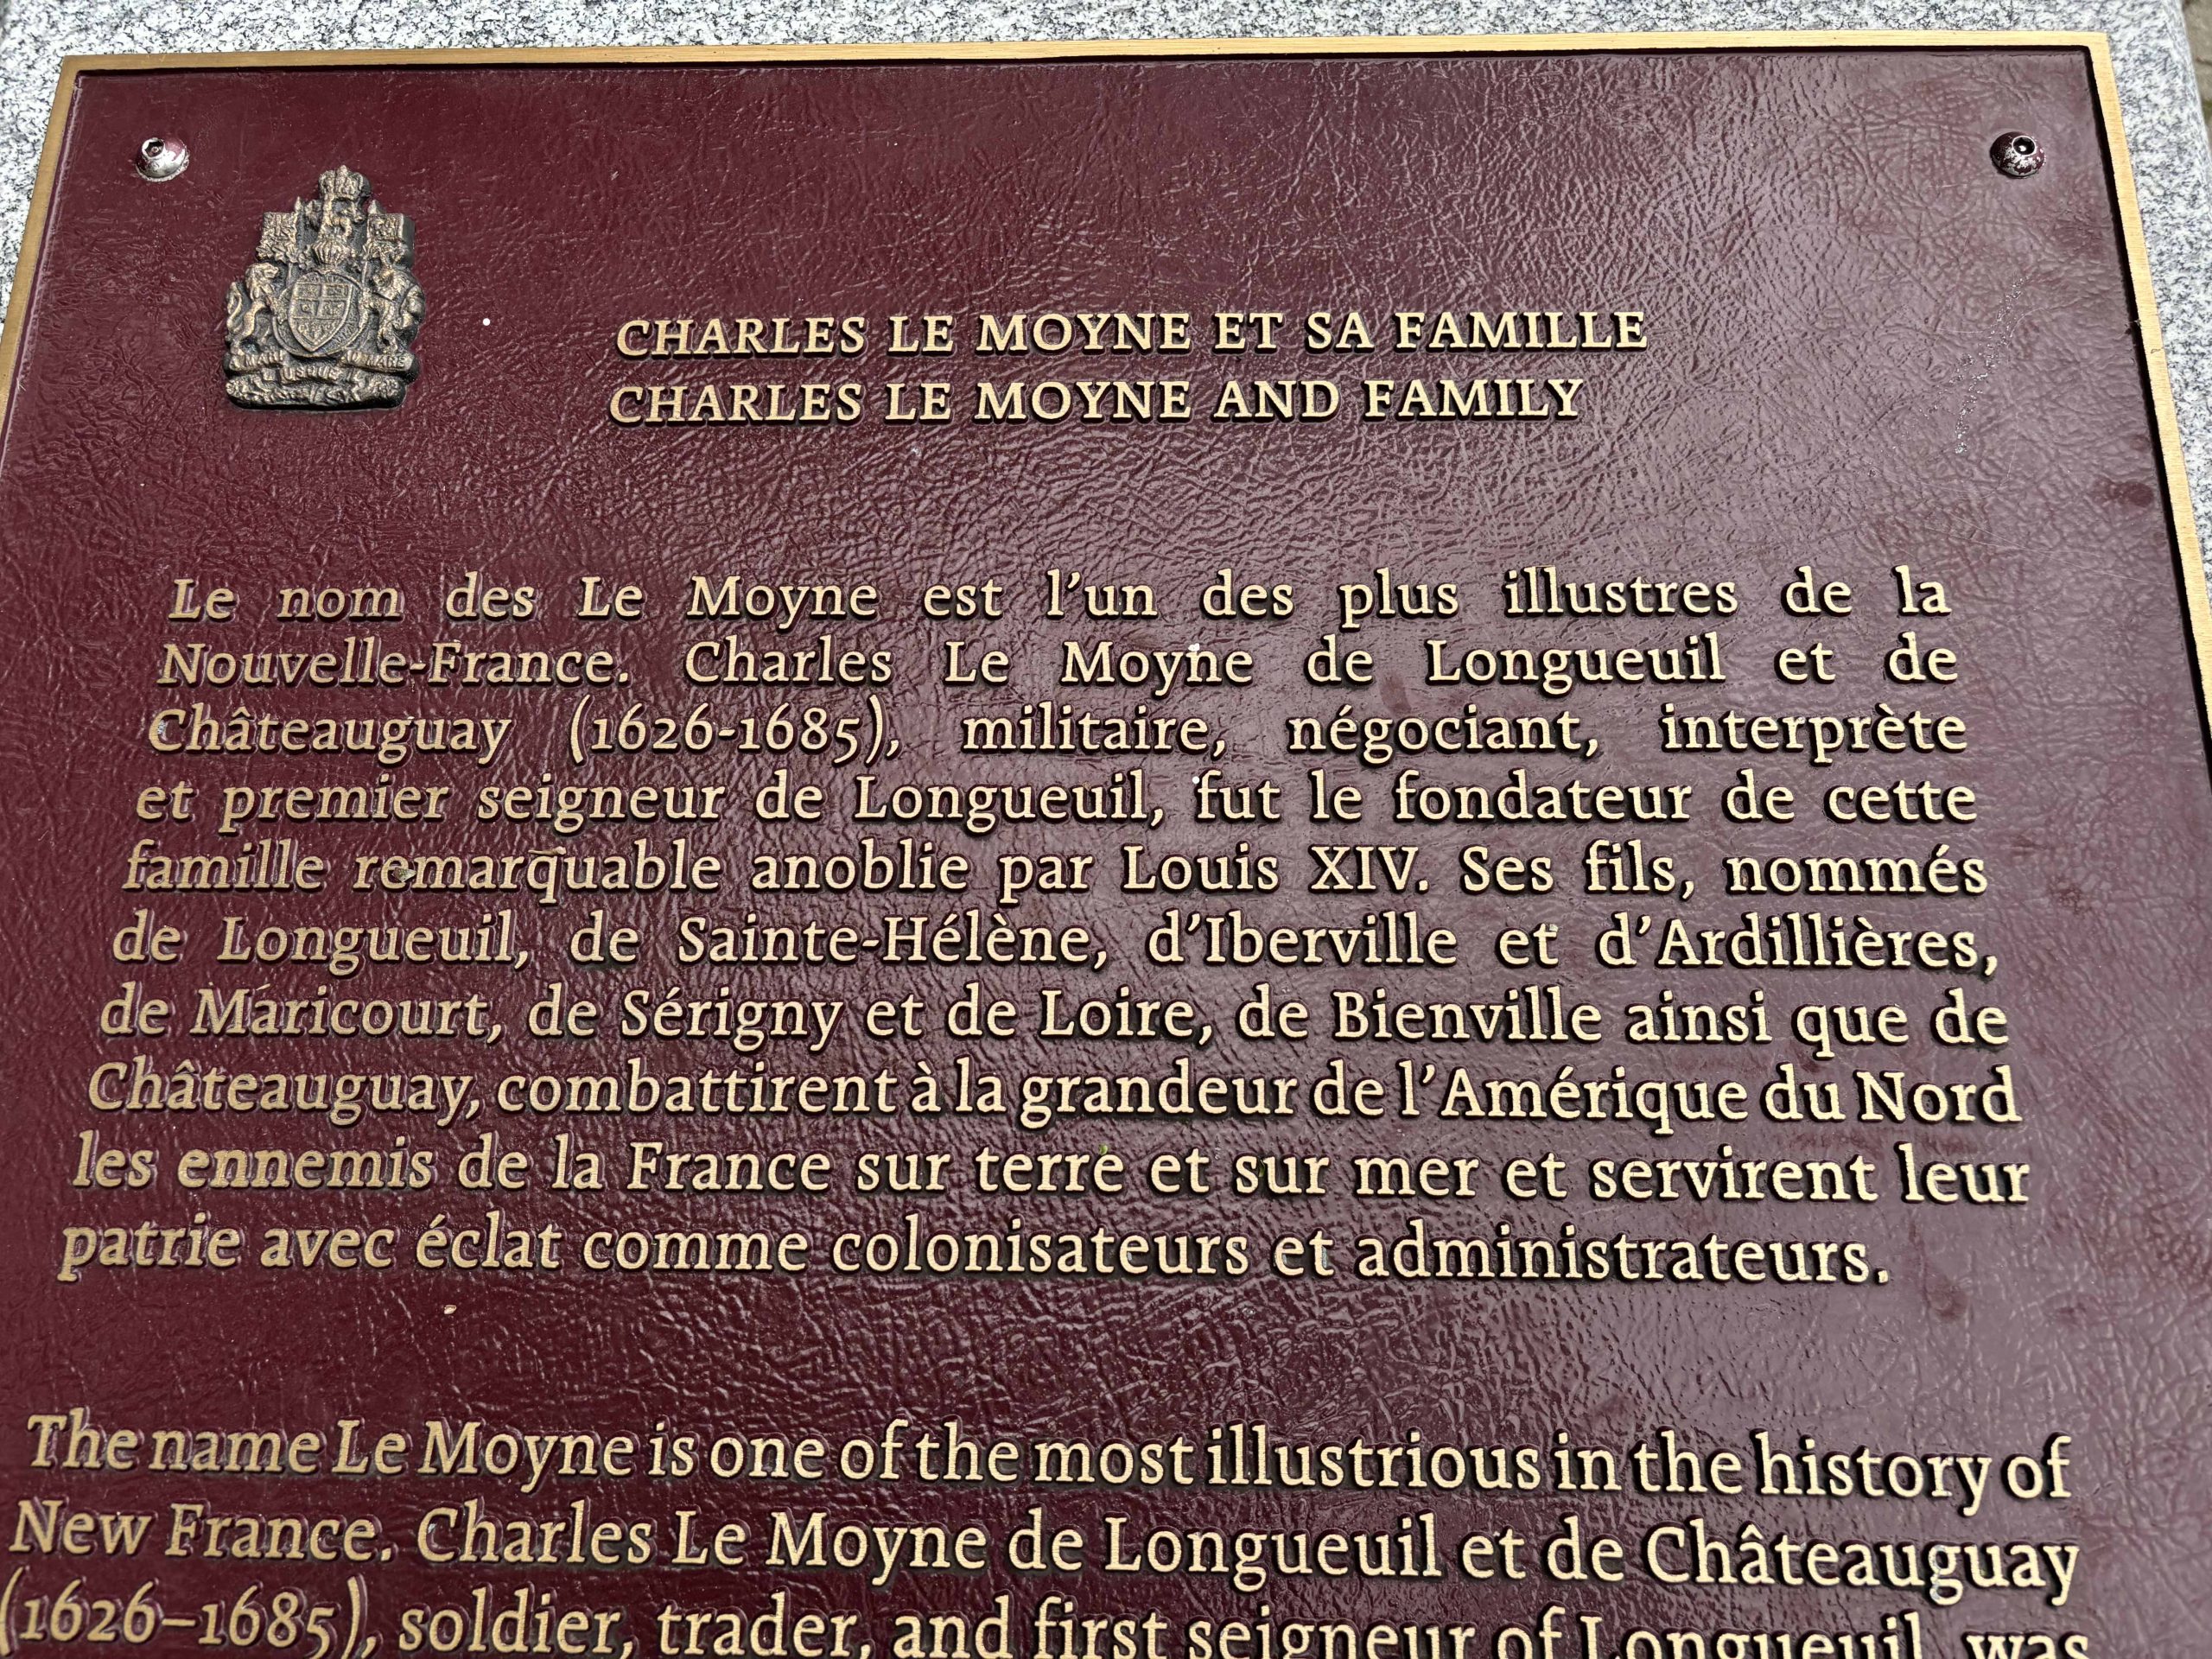 CHARLES LE MOYNE ET SA FAMILLE
CHARLES LE MOYNE AND FAMILY
Le nom des Le Moyne est l'un des plus illustres de la
Nouvelle-France. Charles Le Moyne de Longueuil et de
Châteauguay (1626-1685), militaire, négociant, interprète
et premier seigneur de Longueuil, fut le fondateur de cette
famille remarquable anoblie par Louis XIV. Ses fils, nommés
de Longueuil, de Sainte-Hélène, d'Iberville et d'Ardillières,
de Maricourt, de Sérigny et de Loire, de Bienville ainsi que de
Châteauguay, combattirent à la grandeur de l'Amérique du Nord
les ennemis de la France sur terre et sur mer et servirent leur
patrie avec éclat comme colonisateurs et administrateurs.
The name Le Moyne is one of the most illustrious in the history of
New France. Charles Le Moyne de Longueuil et de Châteauguay
(1626–1685), soldier, trader, and first seigneur of Longueuil, was